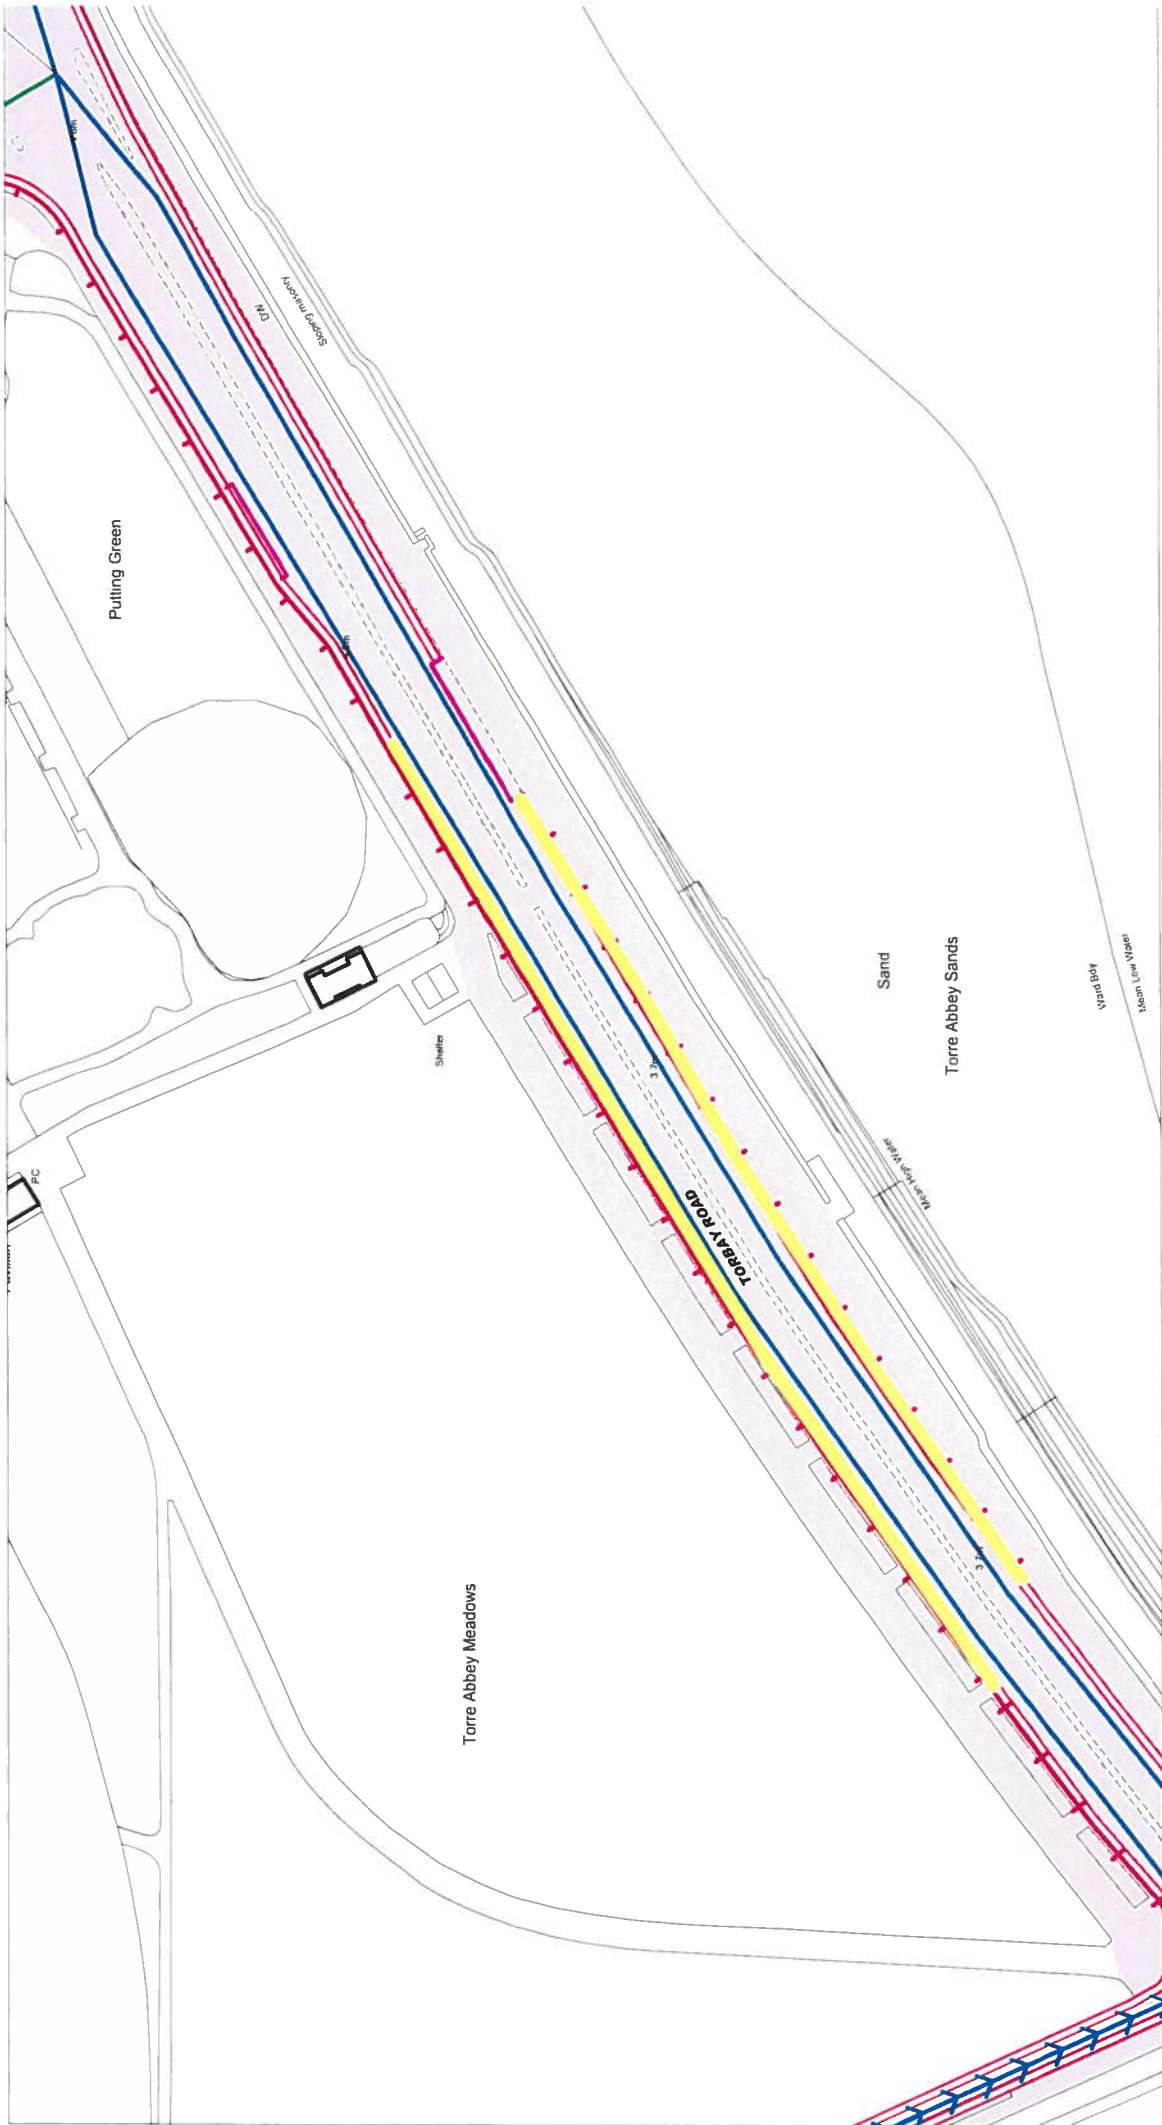 DW
Sloping masonry
Putting Green
Shelter
PC
Sand
Torre Abbey Sands
Ward Bdy
Mean Low Water
Mean High Water
TORBAY ROAD
Torre Abbey Meadows